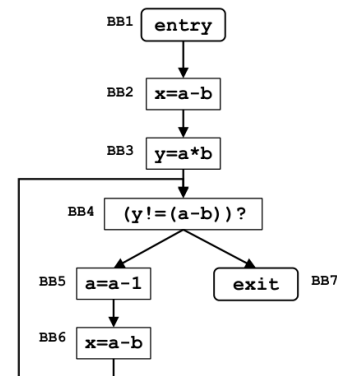 BB1 entry
BB2 x=a-b
BB3 y=a*b
BB4 (y!=(a-b))?
BB5 a=a-1 exit BB7
BB6 x=a-b